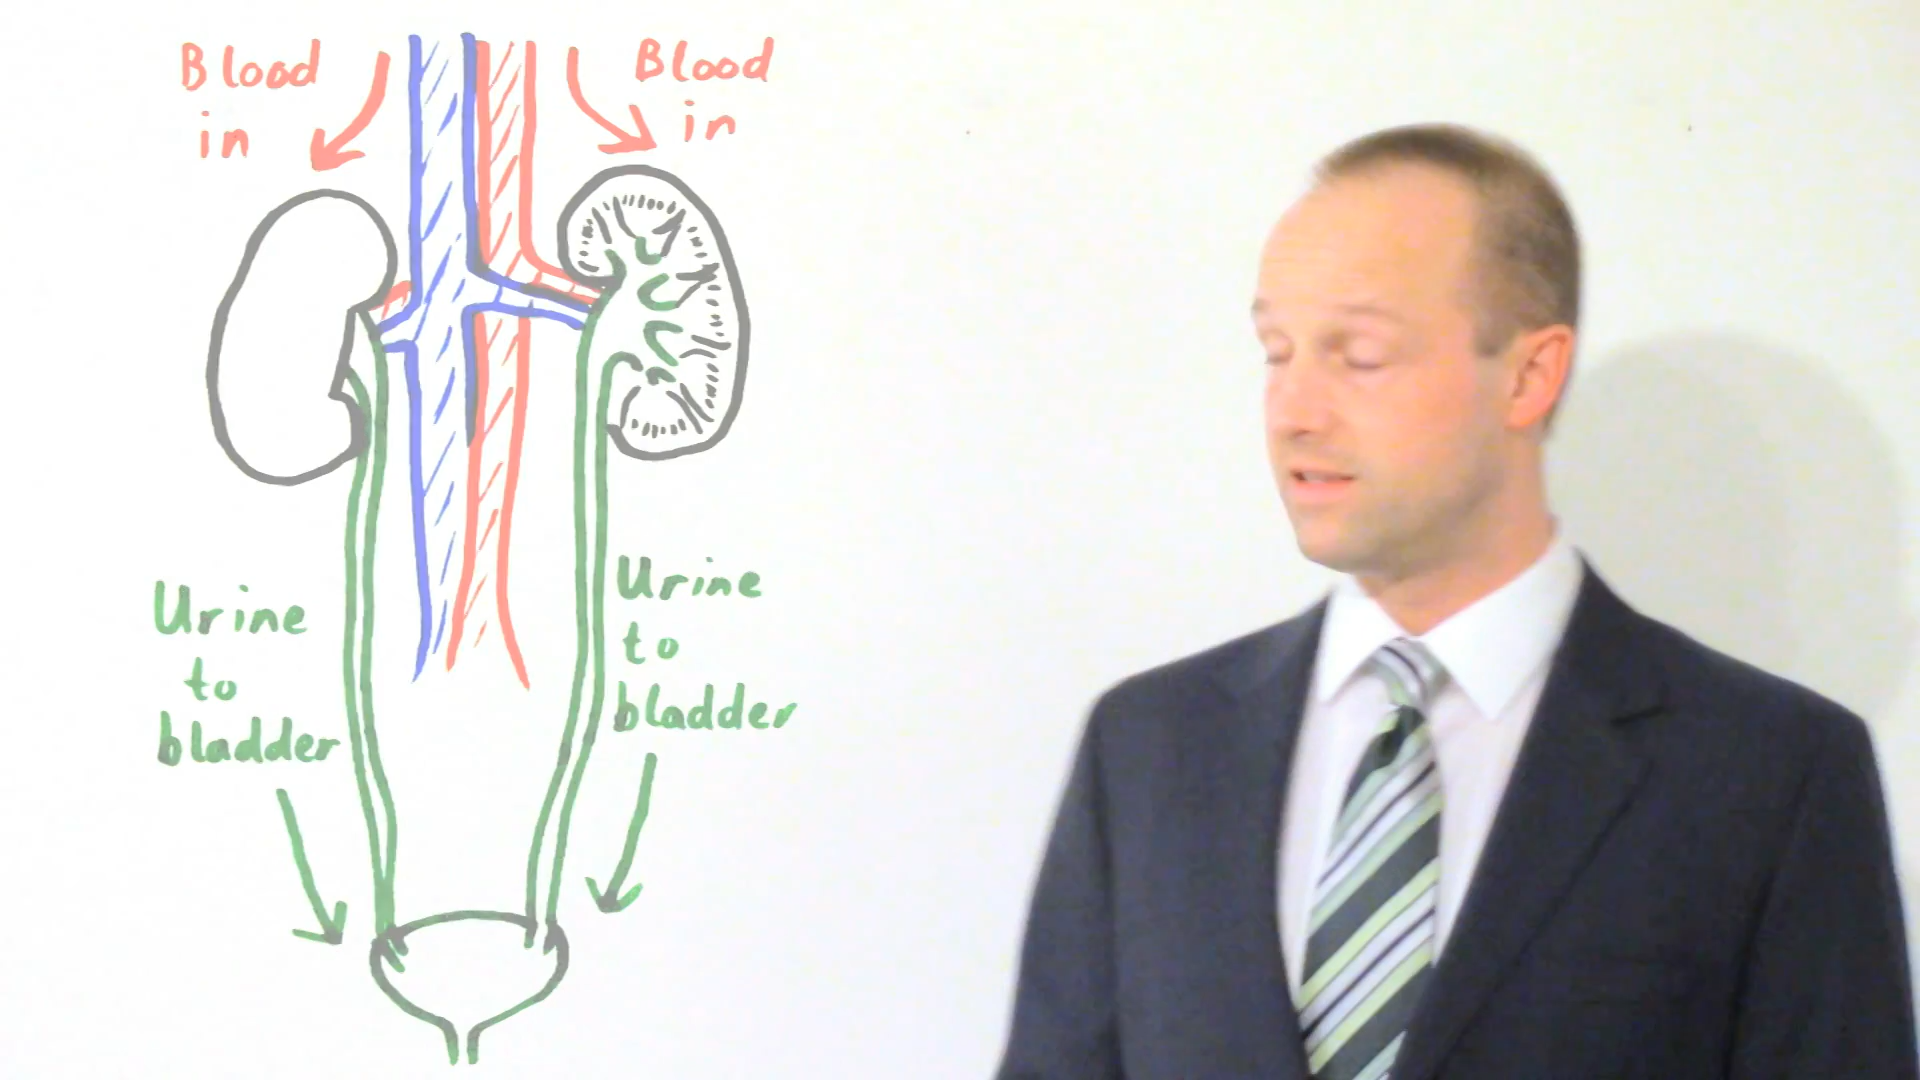 Blood
in
Blood
in
Urine
to
bladder
Urine
to
bladder